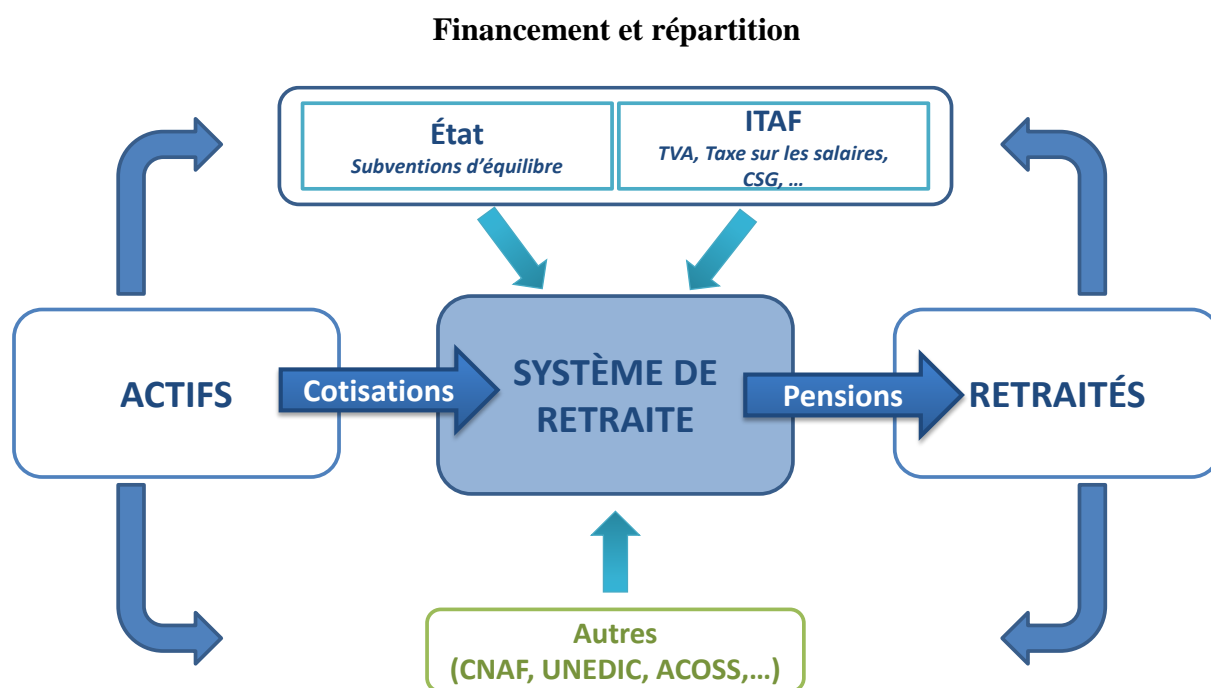 Financement et répartition
État
Subventions d'équilibre
ITAF
TVA, Taxe sur les salaires,
CSG, ...
ACTIFS
Cotisations
SYSTÈME DE
RETRAITE
Pensions
RETRAITÉS
Autres
(CNAF, UNEDIC, ACOSS,...)